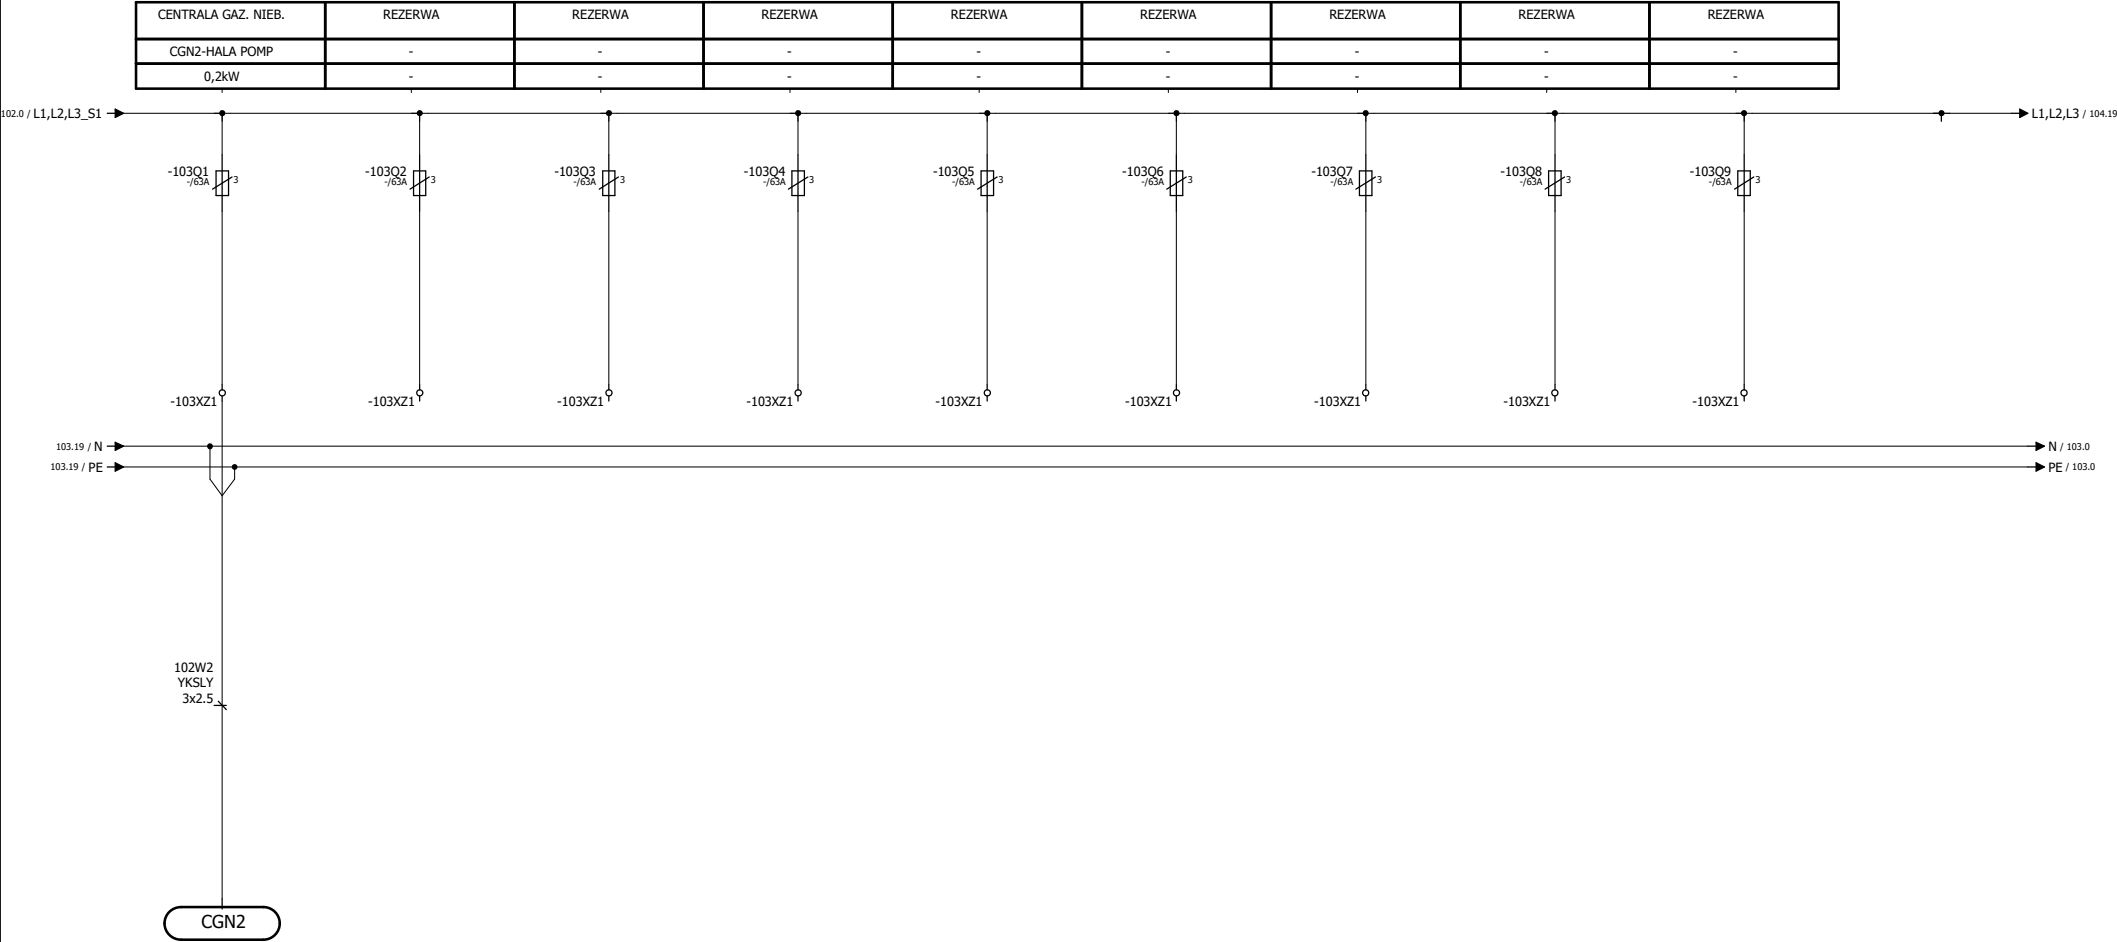 CENTRALA GAZ. NIEB. REZERWA REZERWA REZERWA REZERWA REZERWA REZERWA REZERWA REZERWA
CGN2-HALA POMP - - - - - - - -
0,2kW - - - - - - - -
102.0 / L1,L2,L3_S1 L1,L2,L3 / 104.19
-103Q1 -103Q2 -103Q3 -103Q4 -103Q5 -103Q6 -103Q7 -103Q8 -103Q9
-/63A 3 -/63A 3 -/63A 3 -/63A 3 -/63A 3 -/63A 3 -/63A 3 -/63A 3 -/63A 3
-103XZ1 -103XZ1 -103XZ1 -103XZ1 -103XZ1 -103XZ1 -103XZ1 -103XZ1 -103XZ1
103.19 / N N / 103.0
103.19 / PE PE / 103.0
102W2
YKSLY
3x2.5
CGN2